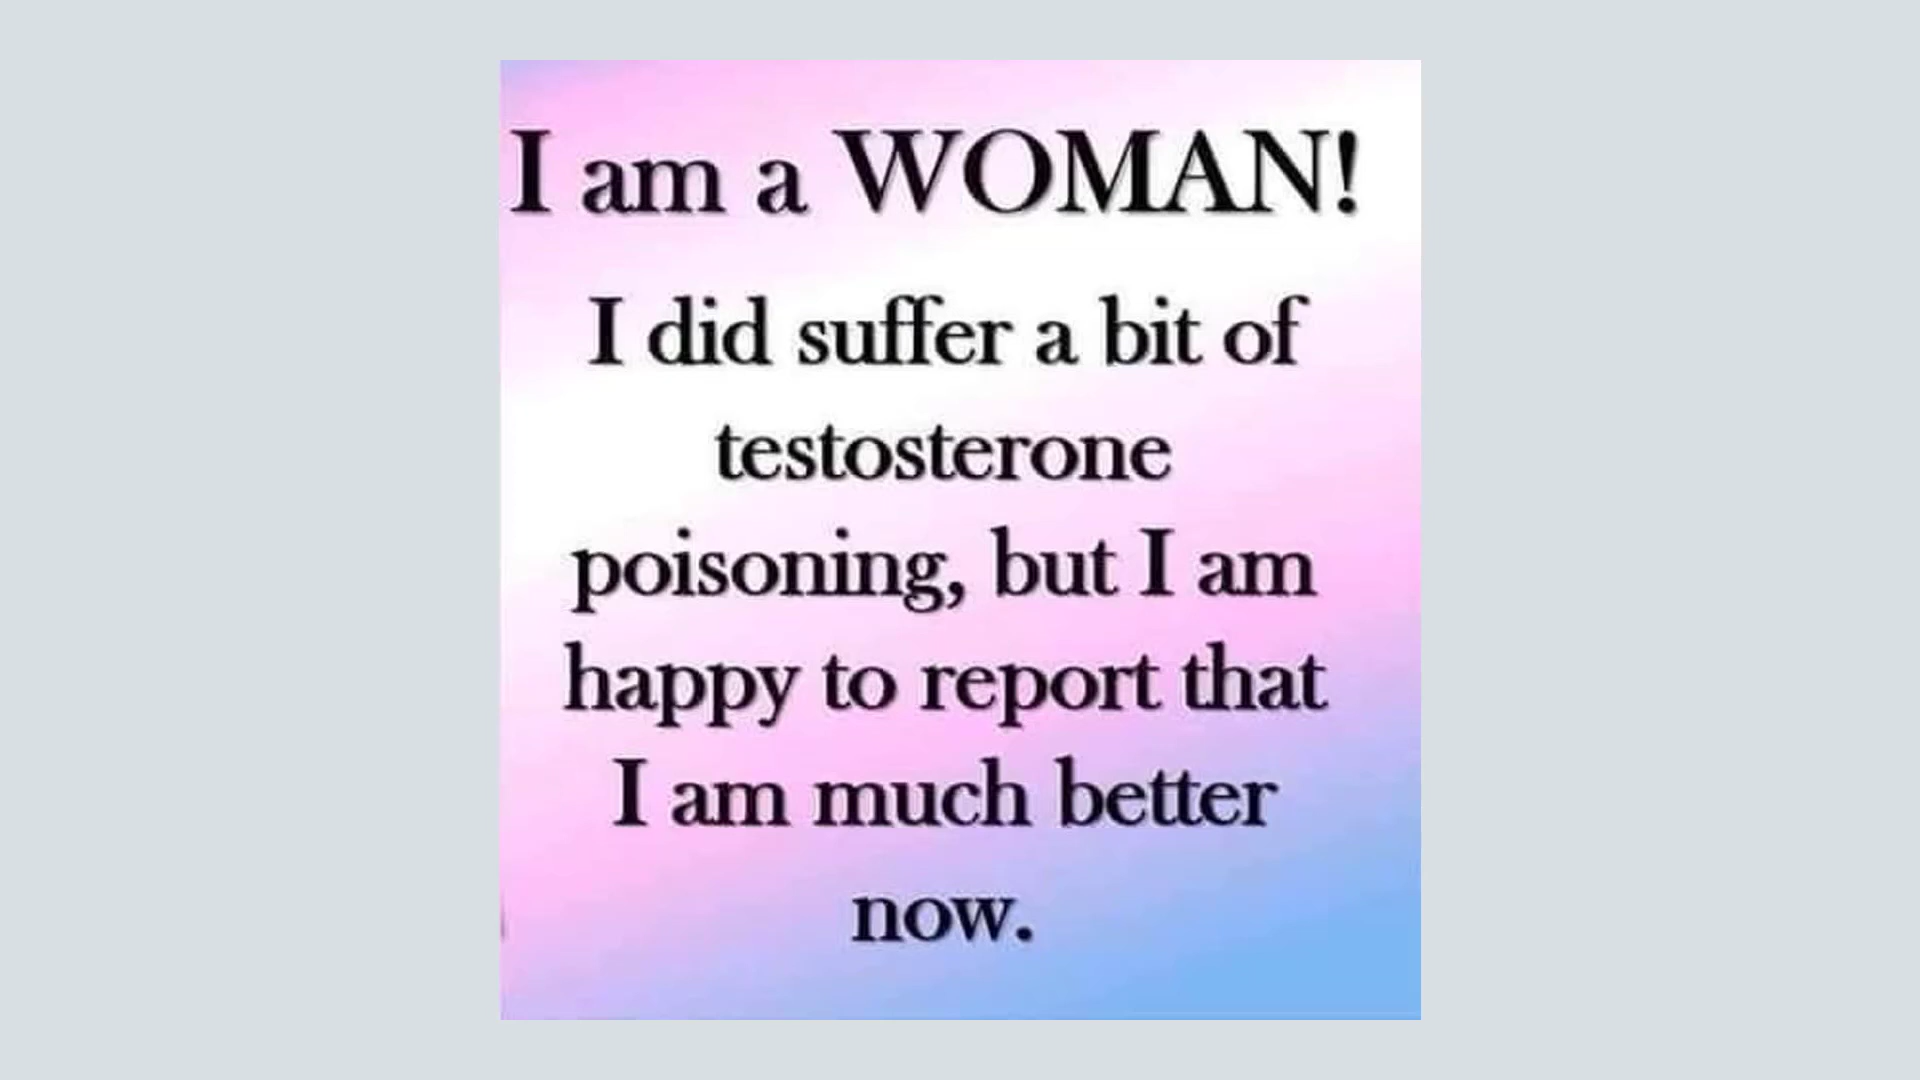 I am a WOMAN!
I did suffer a bit of
testosterone
poisoning, but I am
happy to report that
I am much better
now.